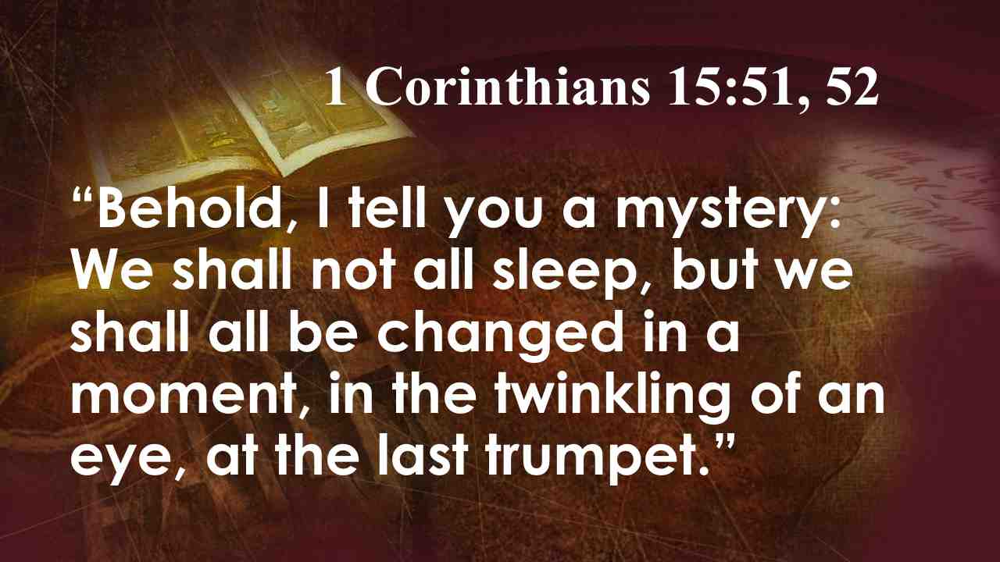 1 Corinthians 15:51, 52
“Behold, I tell you a mystery:
We shall not all sleep, but we
shall all be changed in a
moment, in the twinkling of an
eye, at the last trumpet.”